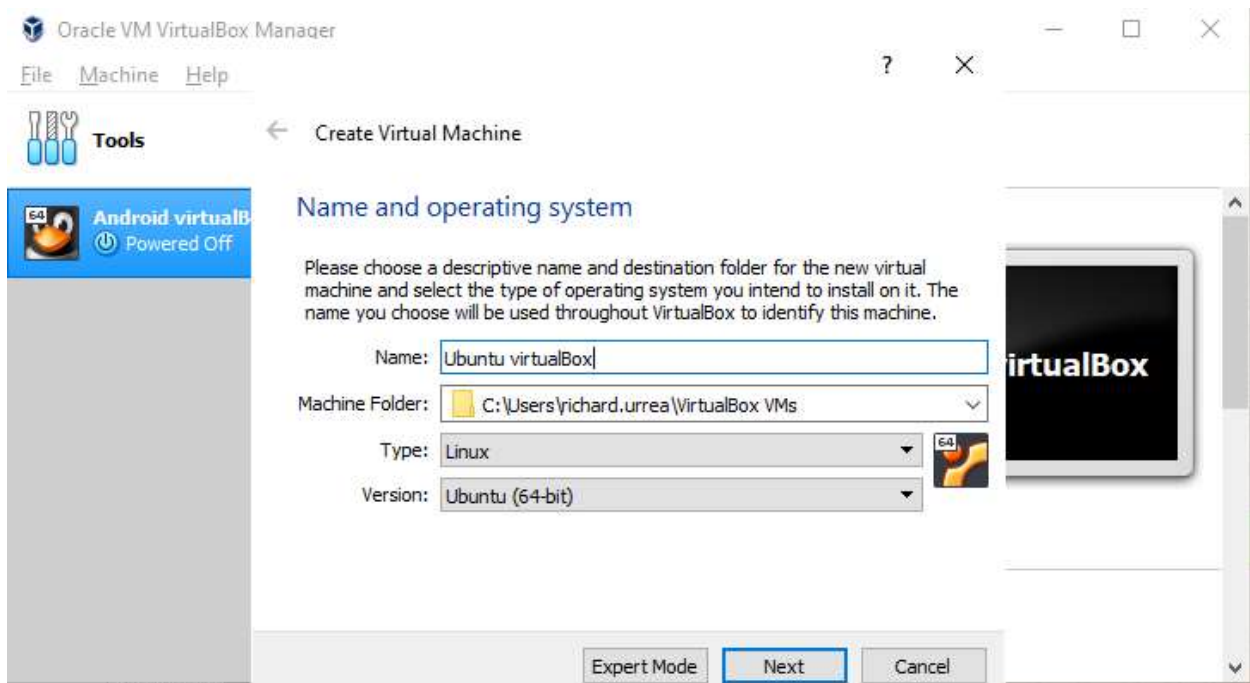 Oracle VM VirtualBox Manager
File Machine Help
? 
Tools
Create Virtual Machine
64
Android virtualB
Powered Off
Name and operating system
Please choose a descriptive name and destination folder for the new virtual
machine and select the type of operating system you intend to install on it. The
name you choose will be used throughout VirtualBox to identify this machine.
Name: Ubuntu virtualBox
irtualBox
Machine Folder: C:\Users\richard.urrea\VirtualBox VMs
Type: Linux
64
Version: Ubuntu (64-bit)
Expert Mode Next Cancel